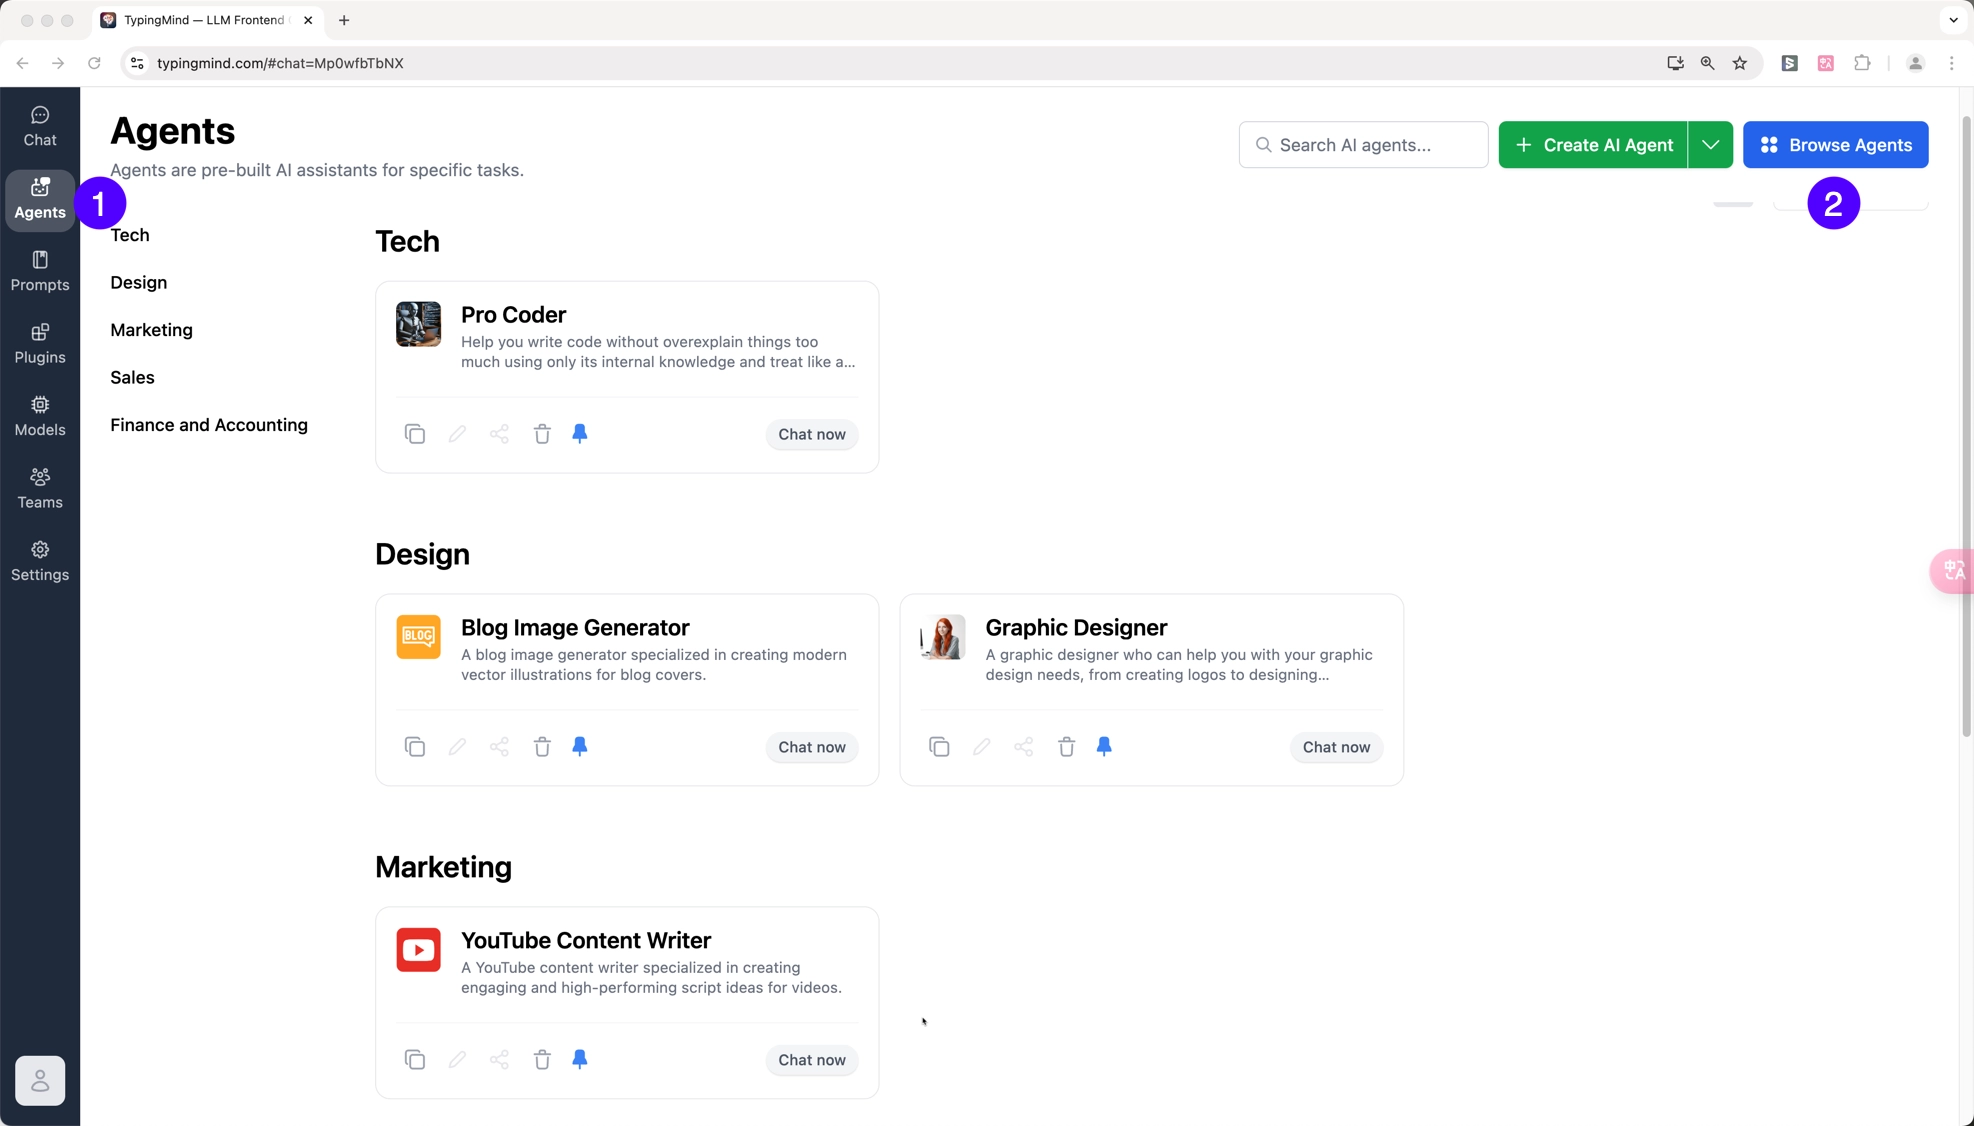 TypingMind — LLM Frontend
typingmind.com/#chat=Mp0wfbTbNX
Chat
Agents
Prompts
Plugins
Models
Teams
Settings
1
Agents
Agents are pre-built AI assistants for specific tasks.
Search AI agents...
Create AI Agent
Browse Agents
2
Tech
Design
Marketing
Sales
Finance and Accounting
Tech
Pro Coder
Help you write code without overexplain things too
much using only its internal knowledge and treat like a...
Chat now
Design
Blog Image Generator
BLOG
A blog image generator specialized in creating modern
vector illustrations for blog covers.
Chat now
Graphic Designer
A graphic designer who can help you with your graphic
design needs, from creating logos to designing...
Chat now
Marketing
YouTube Content Writer
A YouTube content writer specialized in creating
engaging and high-performing script ideas for videos.
Chat now